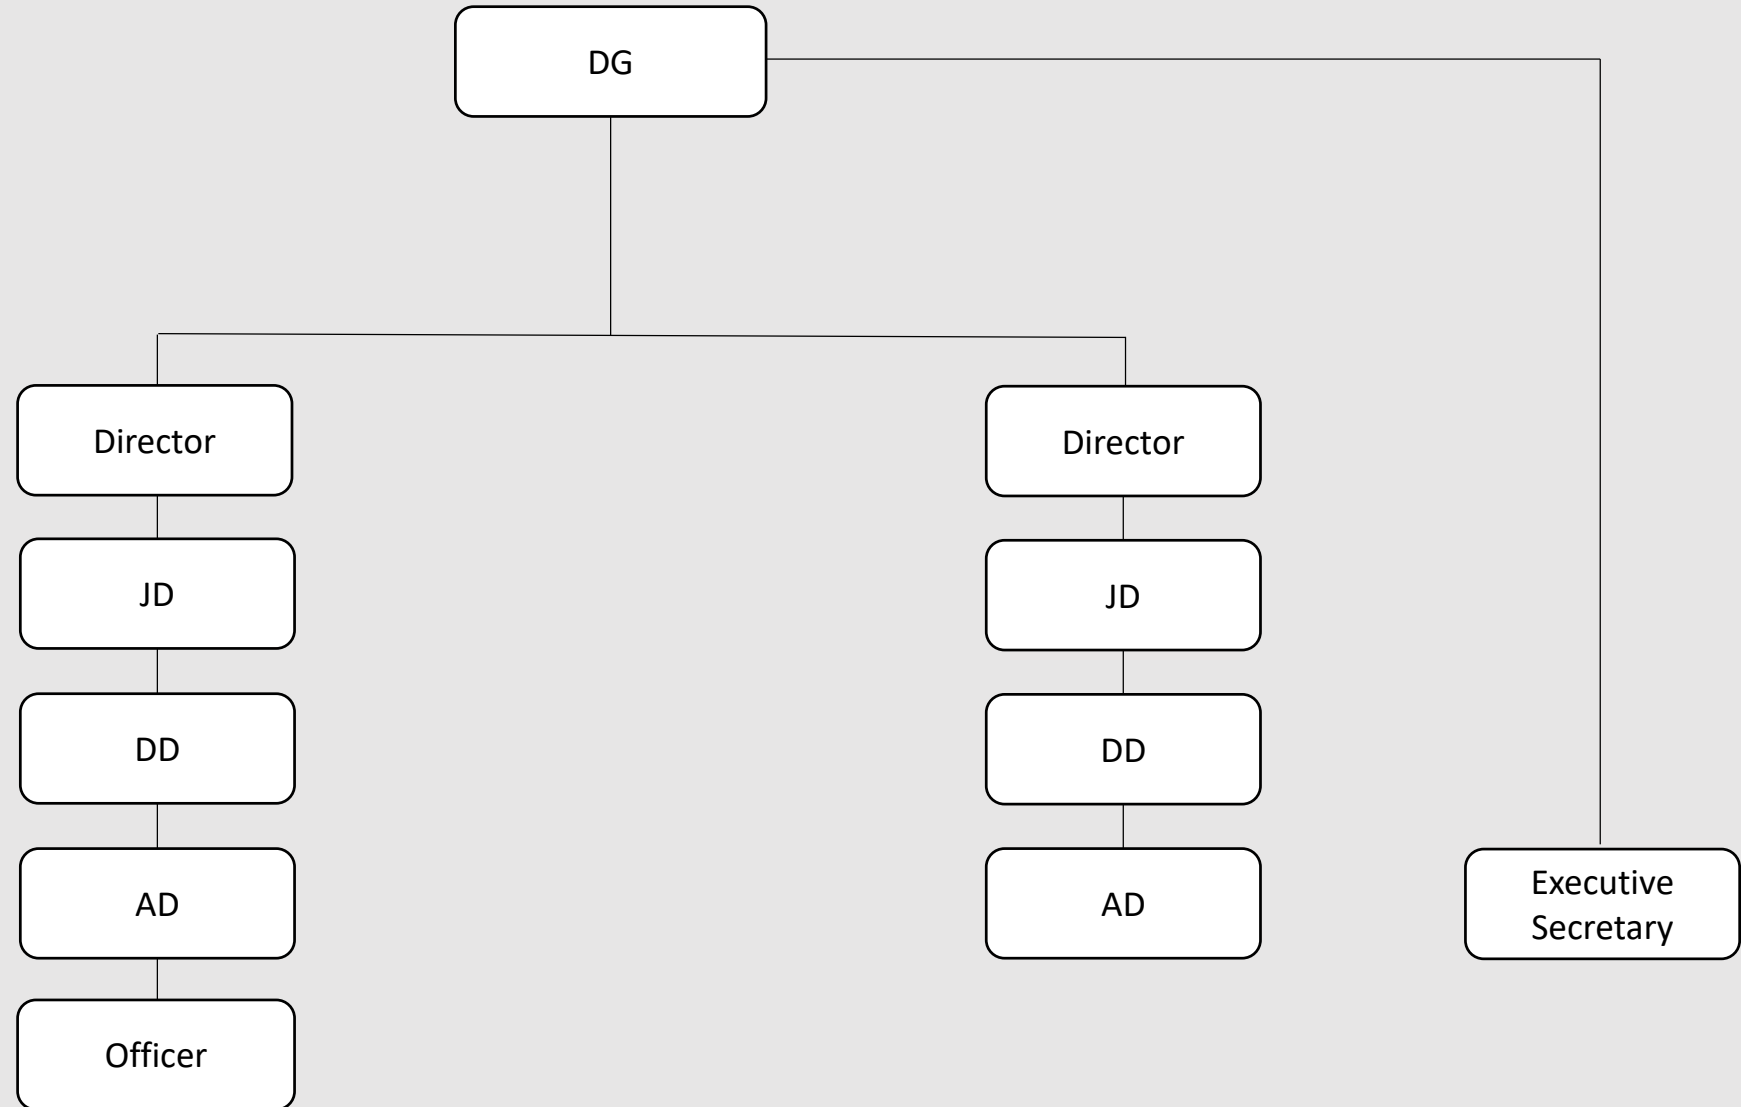 DG
Director
Director
JD
JD
DD
DD
AD
AD
Executive
Secretary
Officer